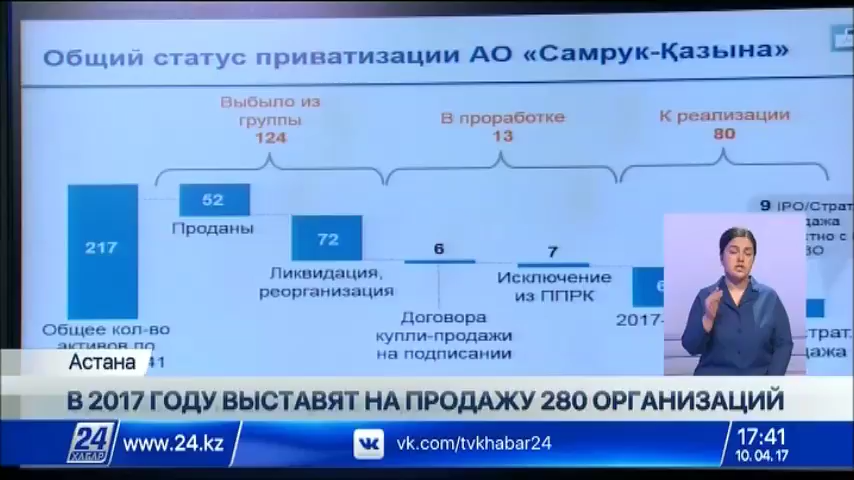 Общий статус приватизации АО «Самрук-Қазына»
Выбыло из
группы
124
В проработке
13
К реализации
80
217
52
Проданы
72
Ликвидация,
реорганизация
6
Договора
купли-продажи
на подписании
7
Исключение
из ППРК
6
2017-
9 IPO/Страт
Общее кол-во
активов по
41
Астана
В 2017 ГОДУ ВЫСТАВЯТ НА ПРОДАЖУ 280 ОРГАНИЗАЦИЙ
24
ХАБАР
www.24.kz
vk.com/tvkhabar24
17:41
10.04.17